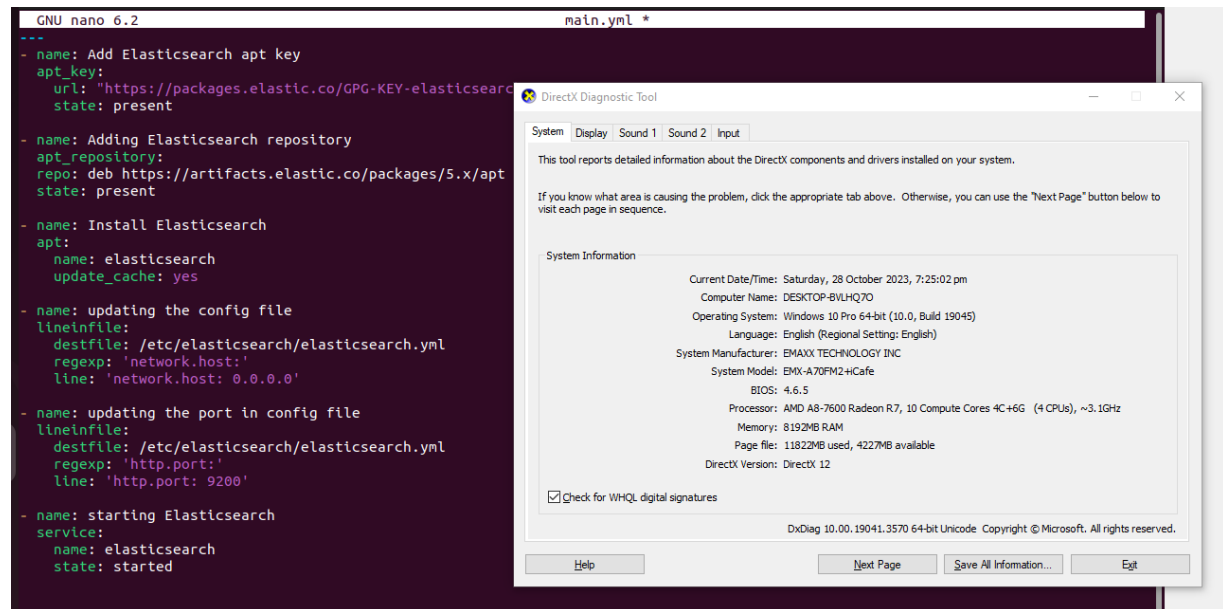 GNU nano 6.2 main.yml *
---
- name: Add Elasticsearch apt key
  apt_key:
    url: "https://packages.elastic.co/GPG-KEY-elasticsearc
    state: present

- name: Adding Elasticsearch repository
  apt_repository:
  repo: deb https://artifacts.elastic.co/packages/5.x/apt
  state: present

- name: Install Elasticsearch
  apt:
    name: elasticsearch
    update_cache: yes

- name: updating the config file
  lineinfile:
    destfile: /etc/elasticsearch/elasticsearch.yml
    regexp: 'network.host:'
    line: 'network.host: 0.0.0.0'

- name: updating the port in config file
  lineinfile:
    destfile: /etc/elasticsearch/elasticsearch.yml
    regexp: 'http.port:'
    line: 'http.port: 9200'

- name: starting Elasticsearch
  service:
    name: elasticsearch
    state: started

DirectX Diagnostic Tool
System Display Sound 1 Sound 2 Input
This tool reports detailed information about the DirectX components and drivers installed on your system.
If you know what area is causing the problem, click the appropriate tab above. Otherwise, you can use the "Next Page" button below to
visit each page in sequence.
System Information
Current Date/Time: Saturday, 28 October 2023, 7:25:02 pm
Computer Name: DESKTOP-BVLHQ7O
Operating System: Windows 10 Pro 64-bit (10.0, Build 19045)
Language: English (Regional Setting: English)
System Manufacturer: EMAXX TECHNOLOGY INC
System Model: EMX-A70FM2+iCafe
BIOS: 4.6.5
Processor: AMD A8-7600 Radeon R7, 10 Compute Cores 4C+6G (4 CPUs), ~3.1GHz
Memory: 8192MB RAM
Page file: 11822MB used, 4227MB available
DirectX Version: DirectX 12
Check for WHQL digital signatures
DxDiag 10.00.19041.3570 64-bit Unicode Copyright © Microsoft. All rights reserved.
Help Next Page Save All Information... Exit